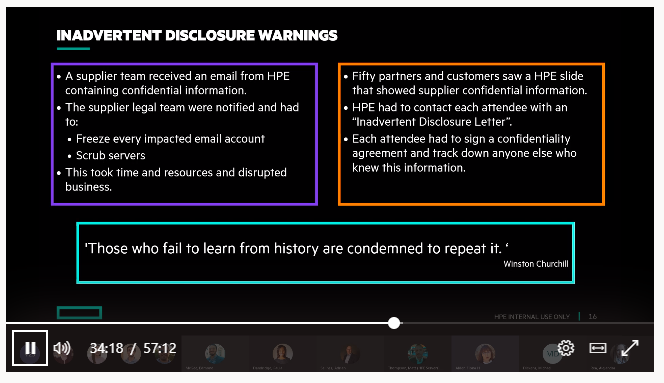 INADVERTENT DISCLOSURE WARNINGS
• A supplier team received an email from HPE
containing confidential information.
• The supplier legal team were notified and had
to:
• Freeze every impacted email account
• Scrub servers
• This took time and resources and disrupted
business.
• Fifty partners and customers saw a HPE slide
that showed supplier confidential information.
• HPE had to contact each attendee with an
“Inadvertent Disclosure Letter”.
• Each attendee had to sign a confidentiality
agreement and track down anyone else who
knew this information.
'Those who fail to learn from history are condemned to repeat it. ‘
Winston Churchill
HPE INTERNAL USE ONLY | 16
34:18 / 57:12